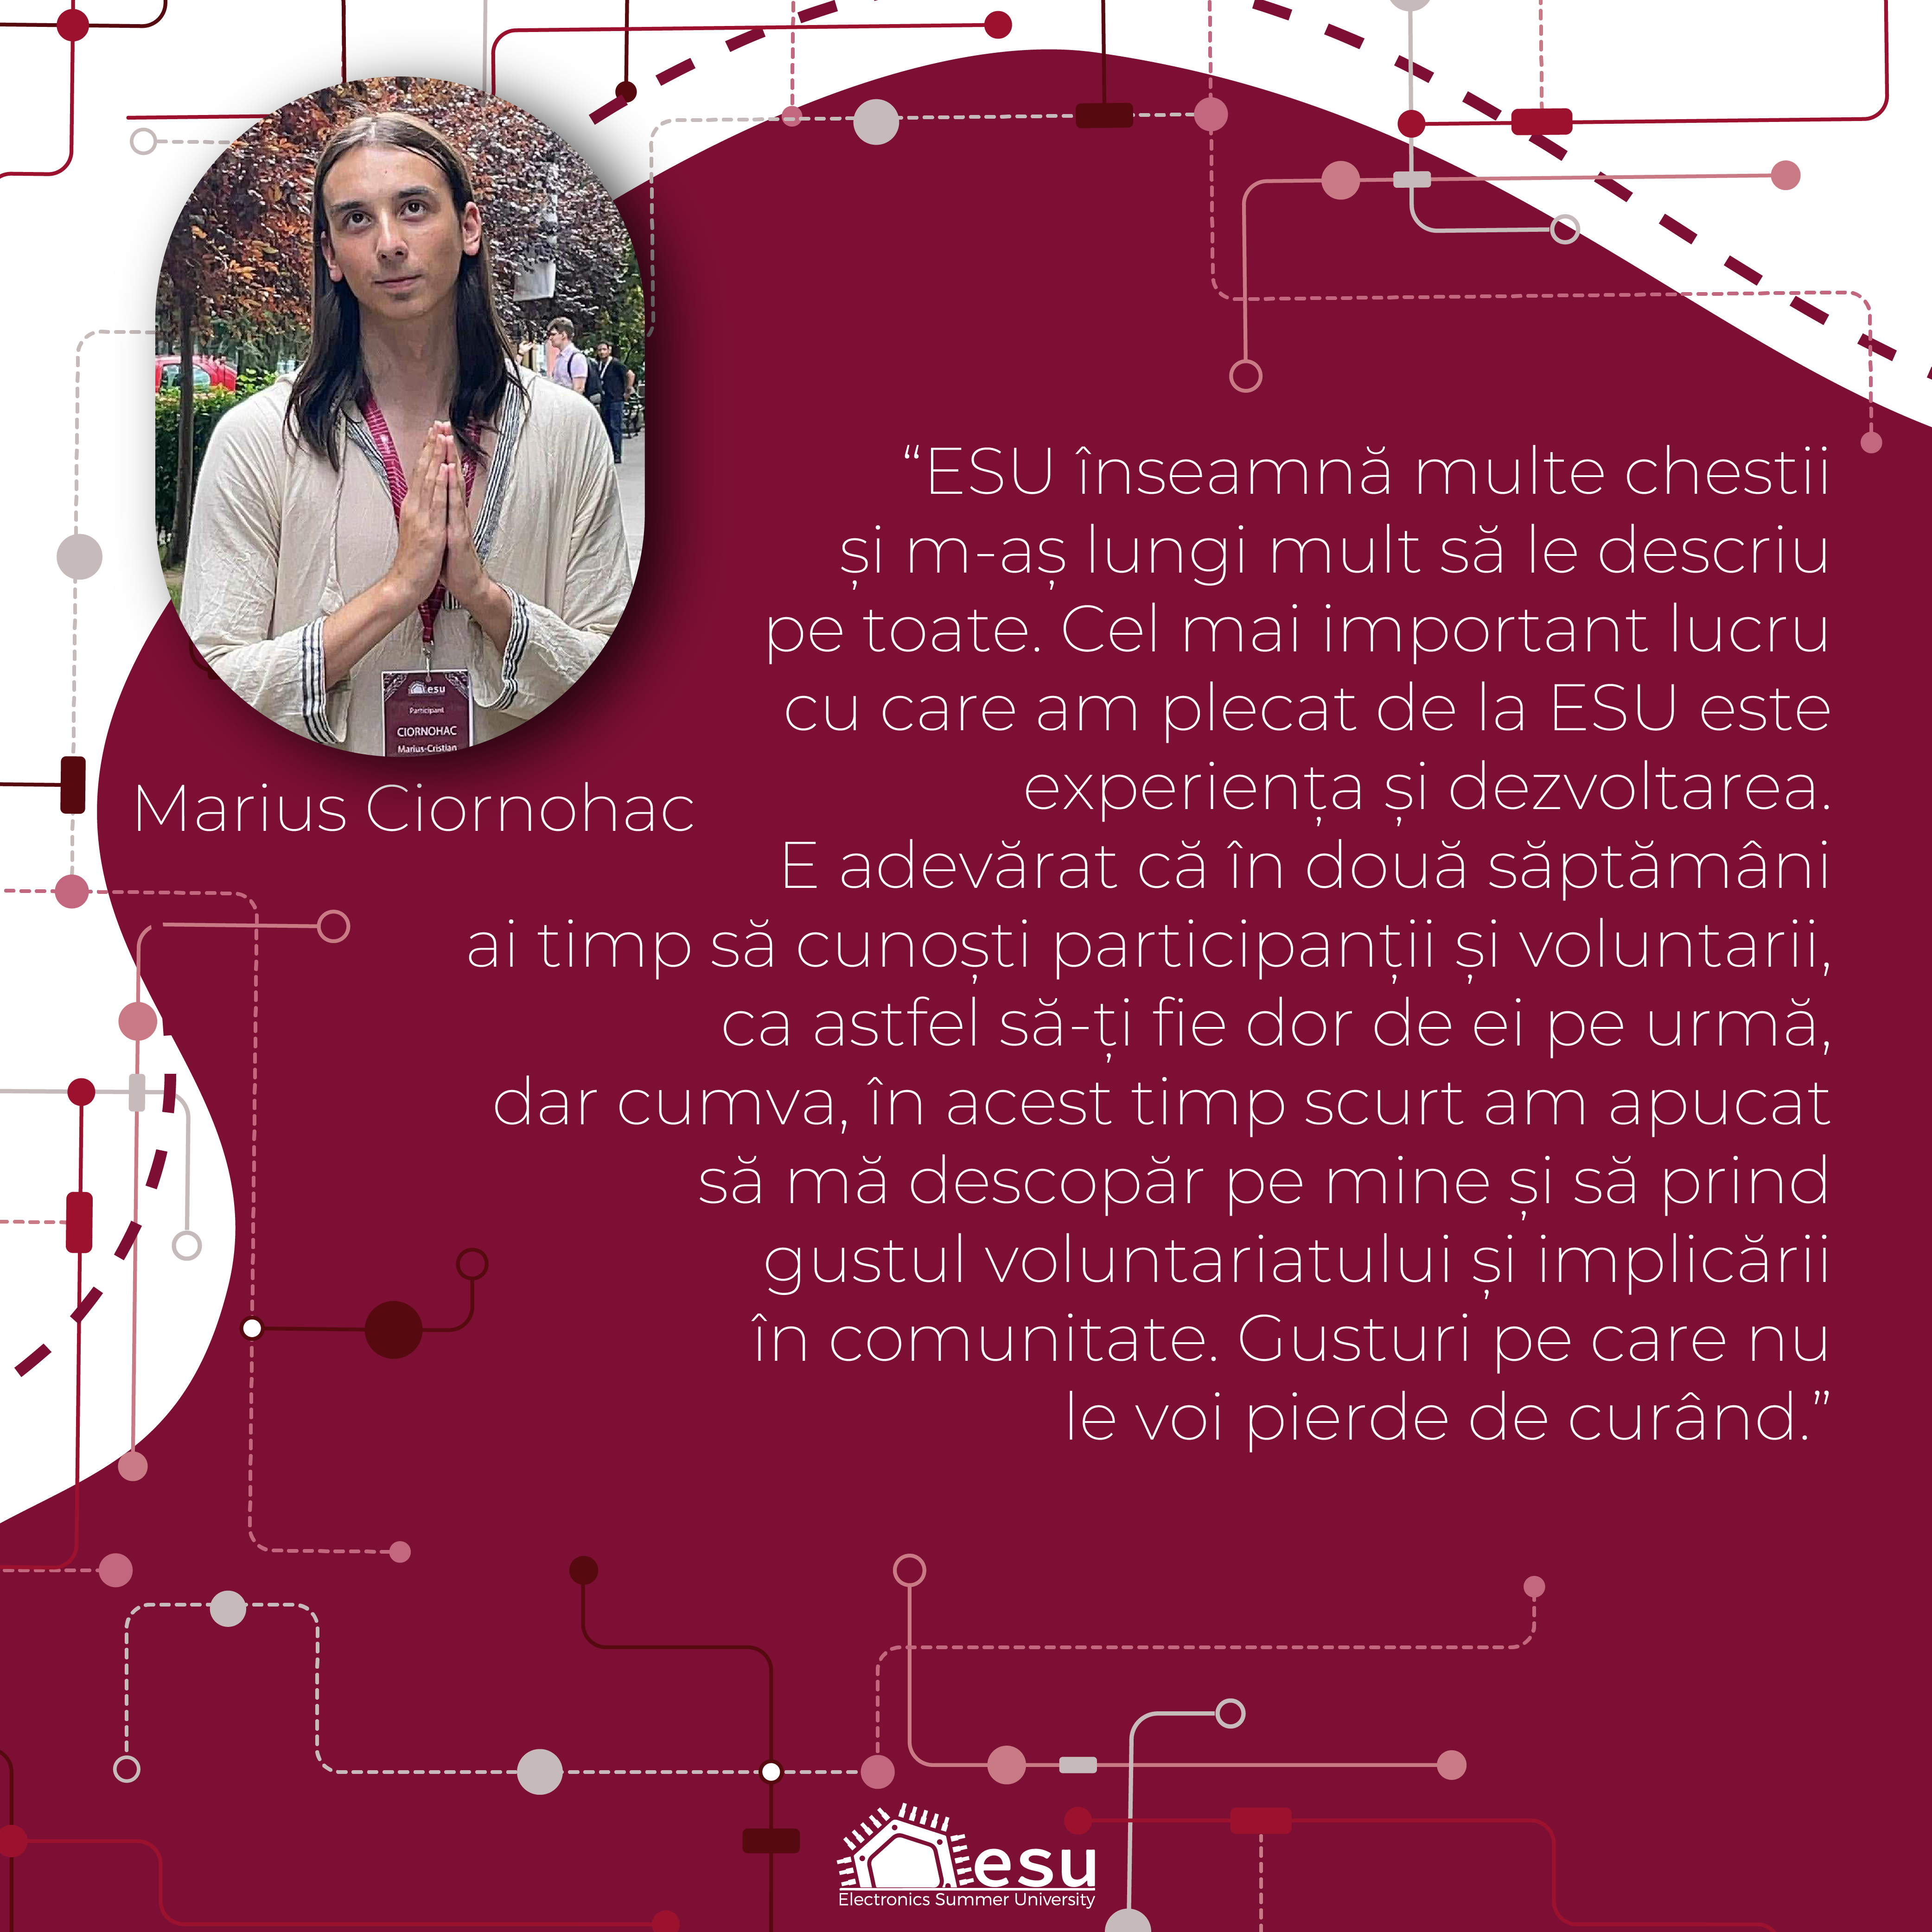 esu
Participant
CIORNOHAC
Marius-Cristian
Marius Ciornohac
“ESU înseamnă multe chestii
și m-aș lungi mult să le descriu
pe toate. Cel mai important lucru
cu care am plecat de la ESU este
experiența și dezvoltarea.
E adevărat că în două săptămâni
ai timp să cunoști participanții și voluntarii,
ca astfel să-ți fie dor de ei pe urmă,
dar cumva, în acest timp scurt am apucat
să mă descopăr pe mine și să prind
gustul voluntariatului și implicării
în comunitate. Gusturi pe care nu
le voi pierde de curând.”
esu
Electronics Summer University